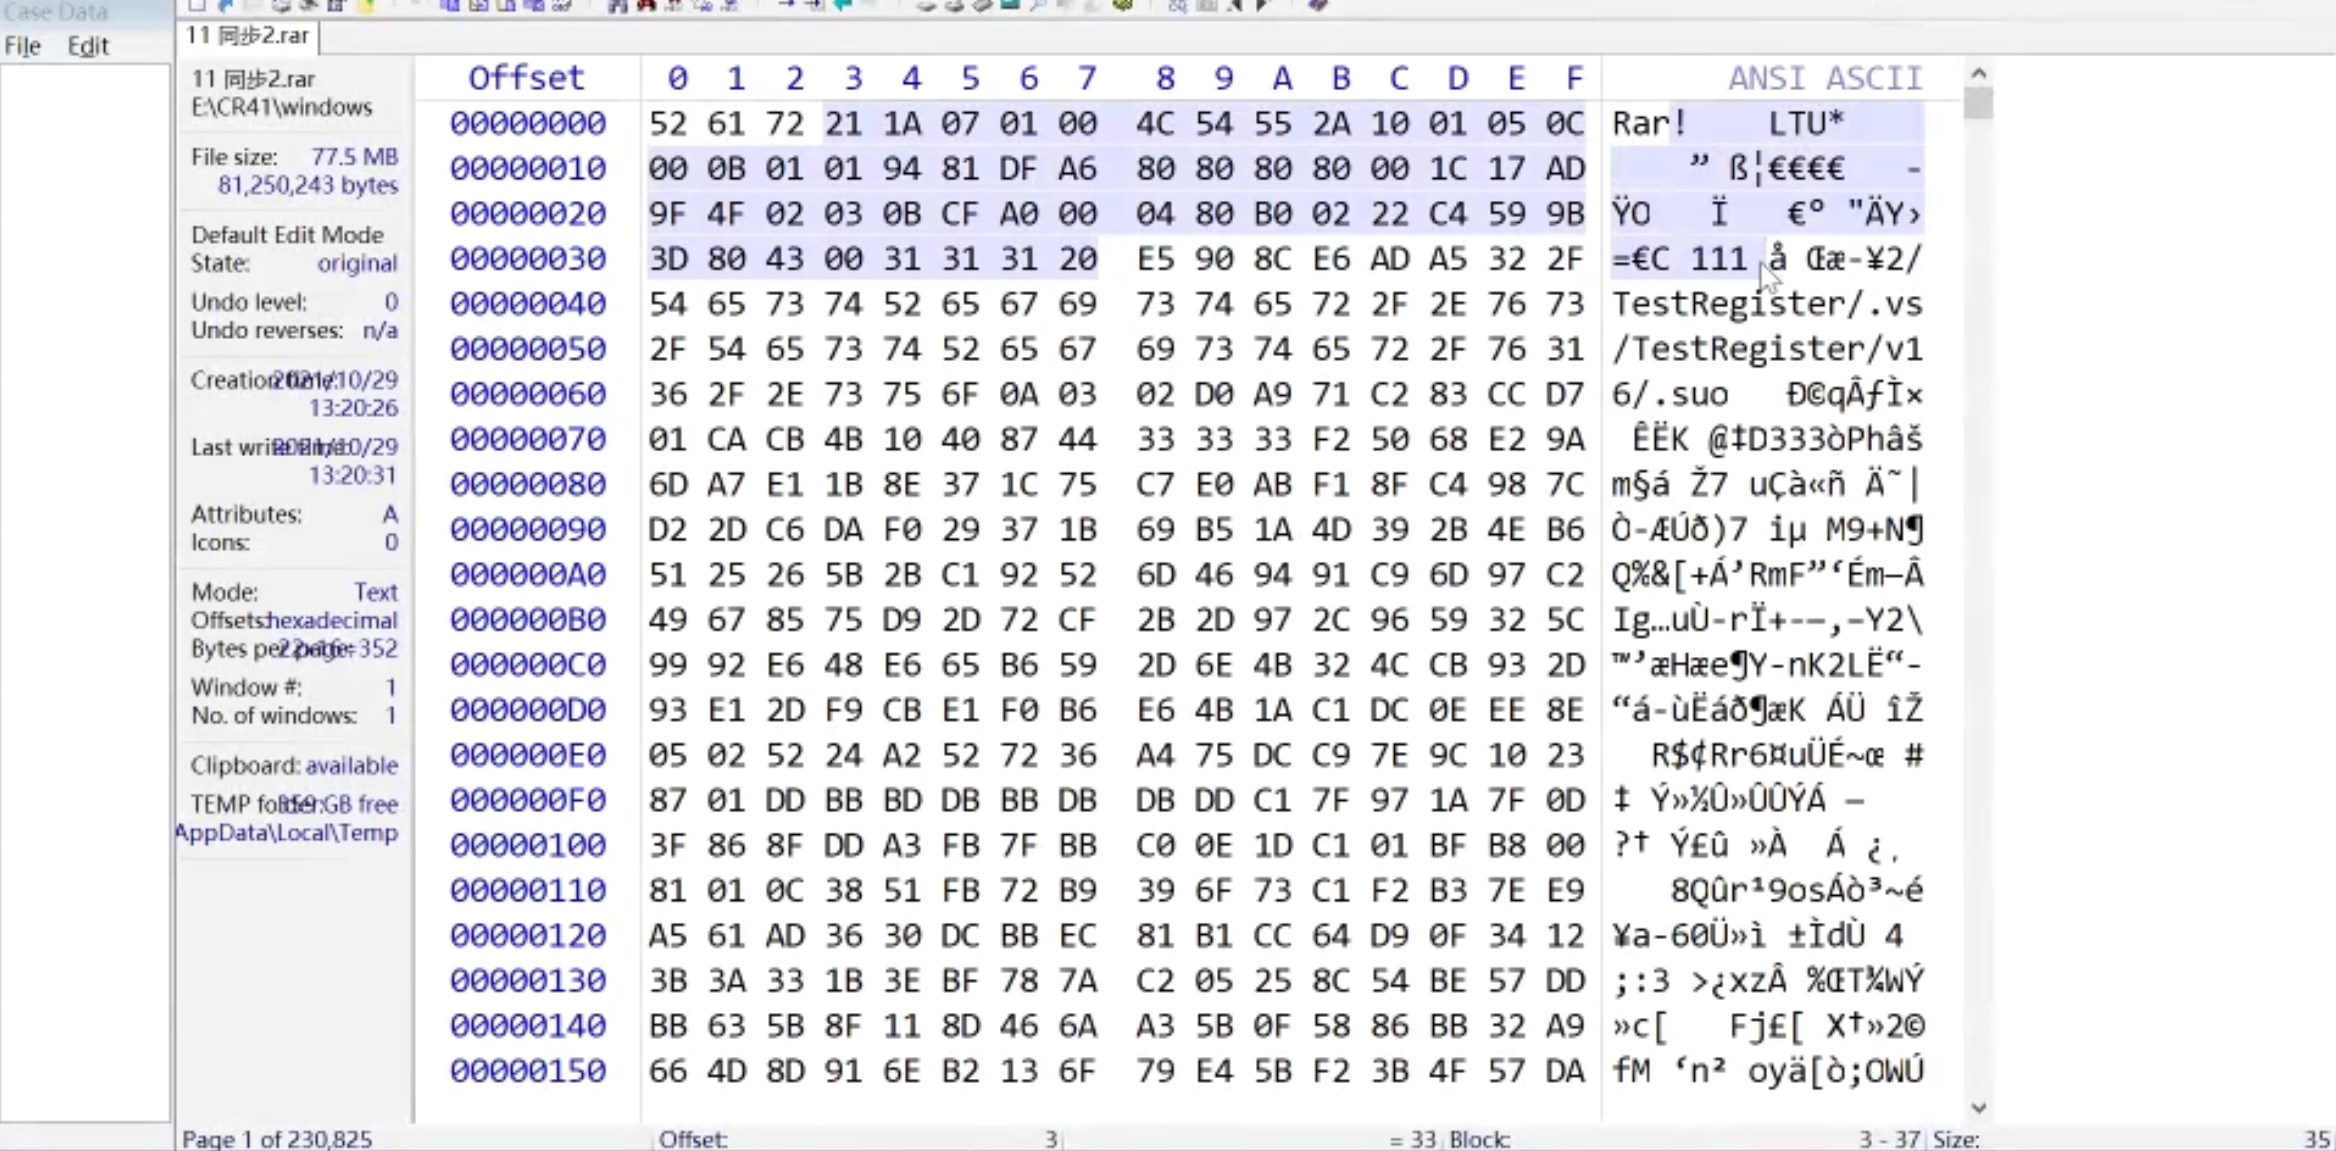 Case Data
File Edit
11 同步2.rar
11 同步2.rar
E:\CR41\windows
File size: 77.5 MB
81,250,243 bytes
Default Edit Mode
State: original
Undo level: 0
Undo reverses: n/a
Creation time: 2021/10/29
13:20:26
Last write time: 2021/10/29
13:20:31
Attributes: A
Icons: 0
Mode: Text
Offsets: hexadecimal
Bytes per page: 22x16=352
Window #: 1
No. of windows: 1
Clipboard: available
TEMP folder: GB free
AppData\Local\Temp
Offset 0 1 2 3 4 5 6 7 8 9 A B C D E F ANSI ASCII
00000000 52 61 72 21 1A 07 01 00 4C 54 55 2A 10 01 05 0C Rar! LTU*
00000010 00 0B 01 01 94 81 DF A6 80 80 80 80 00 1C 17 AD ” ß¦€€€€ -
00000020 9F 4F 02 03 0B CF A0 00 04 80 B0 02 22 C4 59 9B ŸO Ï €° "ÄY›
00000030 3D 80 43 00 31 31 31 20 E5 90 8C E6 AD A5 32 2F =€C 111 å Œæ-¥2/
00000040 54 65 73 74 52 65 67 69 73 74 65 72 2F 2E 76 73 TestRegister/.vs
00000050 2F 54 65 73 74 52 65 67 69 73 74 65 72 2F 76 31 /TestRegister/v1
00000060 36 2F 2E 73 75 6F 0A 03 02 D0 A9 71 C2 83 CC D7 6/.suo Ð©qÂƒÌ×
00000070 01 CA CB 4B 10 40 87 44 33 33 33 F2 50 68 E2 9A ÊËK @‡D333òPhâš
00000080 6D A7 E1 1B 8E 37 1C 75 C7 E0 AB F1 8F C4 98 7C m§á Ž7 uÇà«ñ Ä˜|
00000090 D2 2D C6 DA F0 29 37 1B 69 B5 1A 4D 39 2B 4E B6 Ò-ÆÚð)7 iµ M9+N¶
000000A0 51 25 26 5B 2B C1 92 52 6D 46 94 91 C9 6D 97 C2 Q%&[+Á’RmF”‘Ém—Â
000000B0 49 67 85 75 D9 2D 72 CF 2B 2D 97 2C 96 59 32 5C Ig…uÙ-rÏ+-—,–Y2\
000000C0 99 92 E6 48 E6 65 B6 59 2D 6E 4B 32 4C CB 93 2D ™’æHæe¶Y-nK2LË“-
000000D0 93 E1 2D F9 CB E1 F0 B6 E6 4B 1A C1 DC 0E EE 8E “á-ùËáð¶æK ÁÜ îŽ
000000E0 05 02 52 24 A2 52 72 36 A4 75 DC C9 7E 9C 10 23 R$¢Rr6¤uÜÉ~œ #
000000F0 87 01 DD BB BD DB BB DB DB DD C1 7F 97 1A 7F 0D ‡ Ý»½Û»ÛÛÝÁ —
00000100 3F 86 8F DD A3 FB 7F BB C0 0E 1D C1 01 BF B8 00 ?† Ý£û »À Á ¿¸
00000110 81 01 0C 38 51 FB 72 B9 39 6F 73 C1 F2 B3 7E E9 8Qûr¹9osÁò³~é
00000120 A5 61 AD 36 30 DC BB EC 81 B1 CC 64 D9 0F 34 12 ¥a-60Ü»ì ±ÌdÙ 4
00000130 3B 3A 33 1B 3E BF 78 7A C2 05 25 8C 54 BE 57 DD ;:3 >¿xzÂ %ŒT¾WÝ
00000140 BB 63 5B 8F 11 8D 46 6A A3 5B 0F 58 86 BB 32 A9 »c[ Fj£[ X†»2©
00000150 66 4D 8D 91 6E B2 13 6F 79 E4 5B F2 3B 4F 57 DA fM ‘n² oyä[ò;OWÚ
Page 1 of 230,825 Offset: 3 = 33 Block: 3 - 37 Size: 35